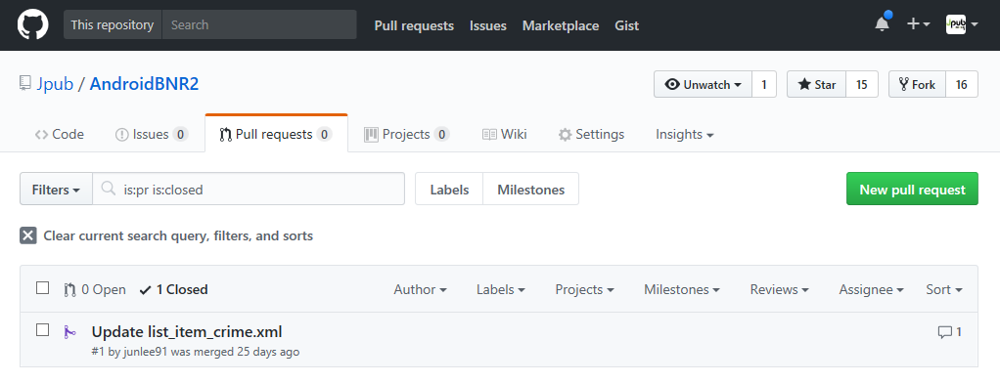 This repository Search Pull requests Issues Marketplace Gist Jpub
Jpub / AndroidBNR2 Unwatch 1 Star 15 Fork 16
Code Issues 0 Pull requests 0 Projects 0 Wiki Settings Insights
Filters is:pr is:closed Labels Milestones New pull request
Clear current search query, filters, and sorts
0 Open 1 Closed Author Labels Projects Milestones Reviews Assignee Sort
Update list_item_crime.xml 1
#1 by junlee91 was merged 25 days ago